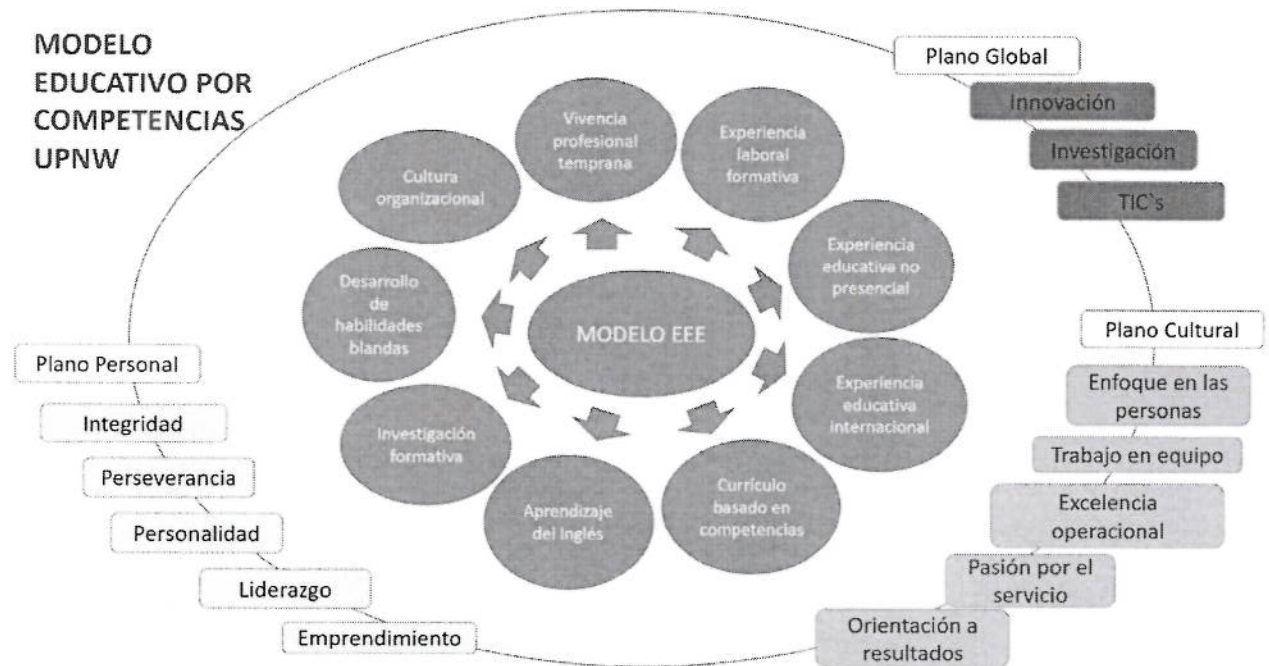 MODELO
EDUCATIVO POR
COMPETENCIAS
UPNW
Plano Global
Innovación
Investigación
TIC`s
Vivencia
profesional
temprana
Experiencia
laboral
formativa
Cultura
organizacional
Experiencia
educativa no
presencial
Desarrollo
de
habilidades
blandas
MODELO EEE
Experiencia
educativa
internacional
Investigación
formativa
Aprendizaje
del Inglés
Currículo
basado en
competencias
Plano Personal
Integridad
Perseverancia
Personalidad
Liderazgo
Emprendimiento
Plano Cultural
Enfoque en las
personas
Trabajo en equipo
Excelencia
operacional
Pasión por el
servicio
Orientación a
resultados